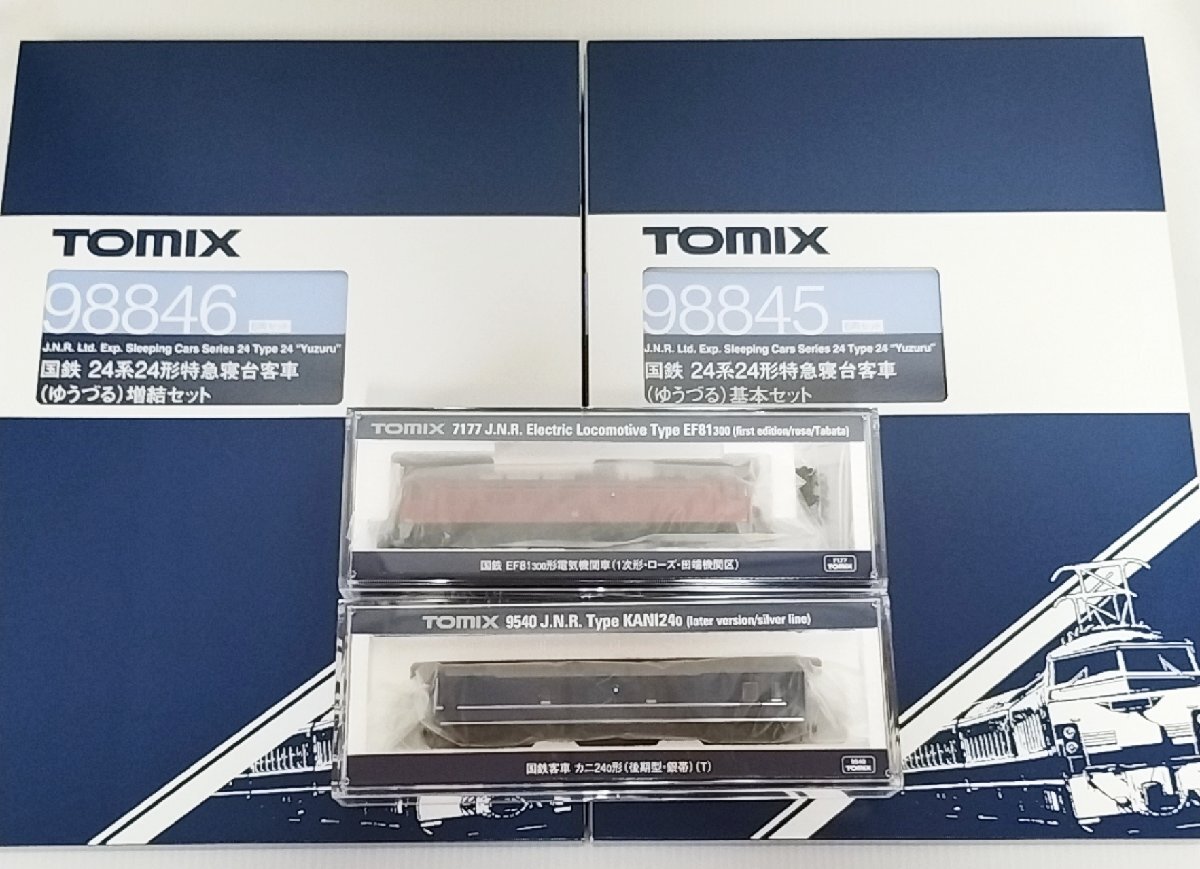 TOMIX
98846
J.N.R. Ltd. Exp. Sleeping Cars Series 24 Type 24 "Yuzuru"
国鉄 24系24形特急寝台客車
(ゆうづる)増結セット
TOMIX
98845
J.N.R. Ltd. Exp. Sleeping Cars Series 24 Type 24 "Yuzuru"
国鉄 24系24形特急寝台客車
(ゆうづる)基本セット
TOMIX 7177 J.N.R. Electric Locomotive Type EF81300 (first edition/rose/Tabata)
国鉄 EF81300形電気機関車(1次形・ローズ・田端機関区)
7177
TOMIX
TOMIX 9540 J.N.R. Type KANI240 (later version/silver line)
国鉄客車 カニ240形(後期型・銀帯)(T)
9540
TOMIX